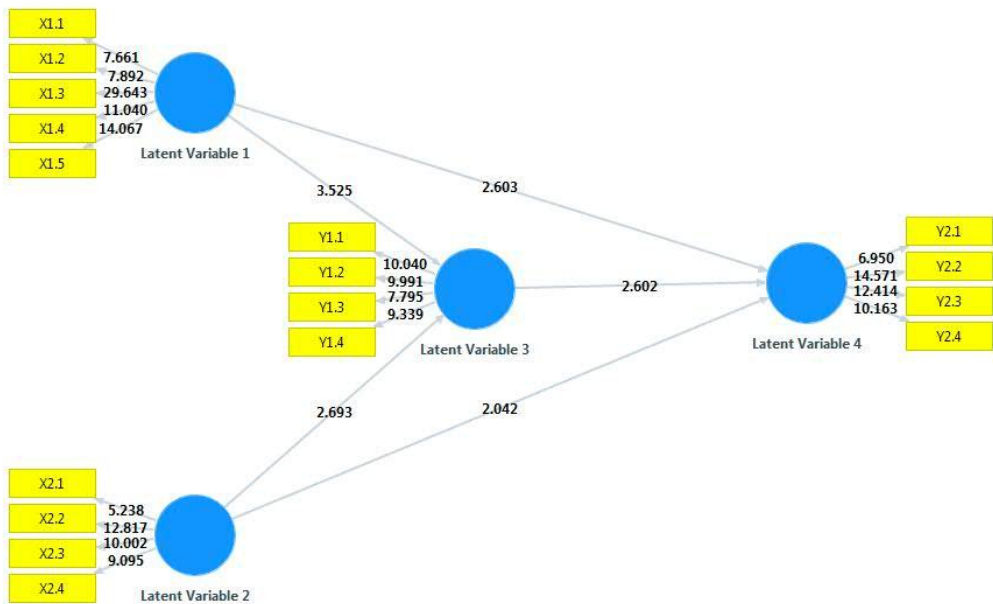 X1.1
X1.2
X1.3
X1.4
X1.5
7.661
7.892
29.643
11.040
14.067
Latent Variable 1
3.525
2.603
Y1.1
Y1.2
Y1.3
Y1.4
10.040
9.991
7.795
9.339
Latent Variable 3
2.602
Y2.1
Y2.2
Y2.3
Y2.4
6.950
14.571
12.414
10.163
Latent Variable 4
2.693
2.042
X2.1
X2.2
X2.3
X2.4
5.238
12.817
10.002
9.095
Latent Variable 2